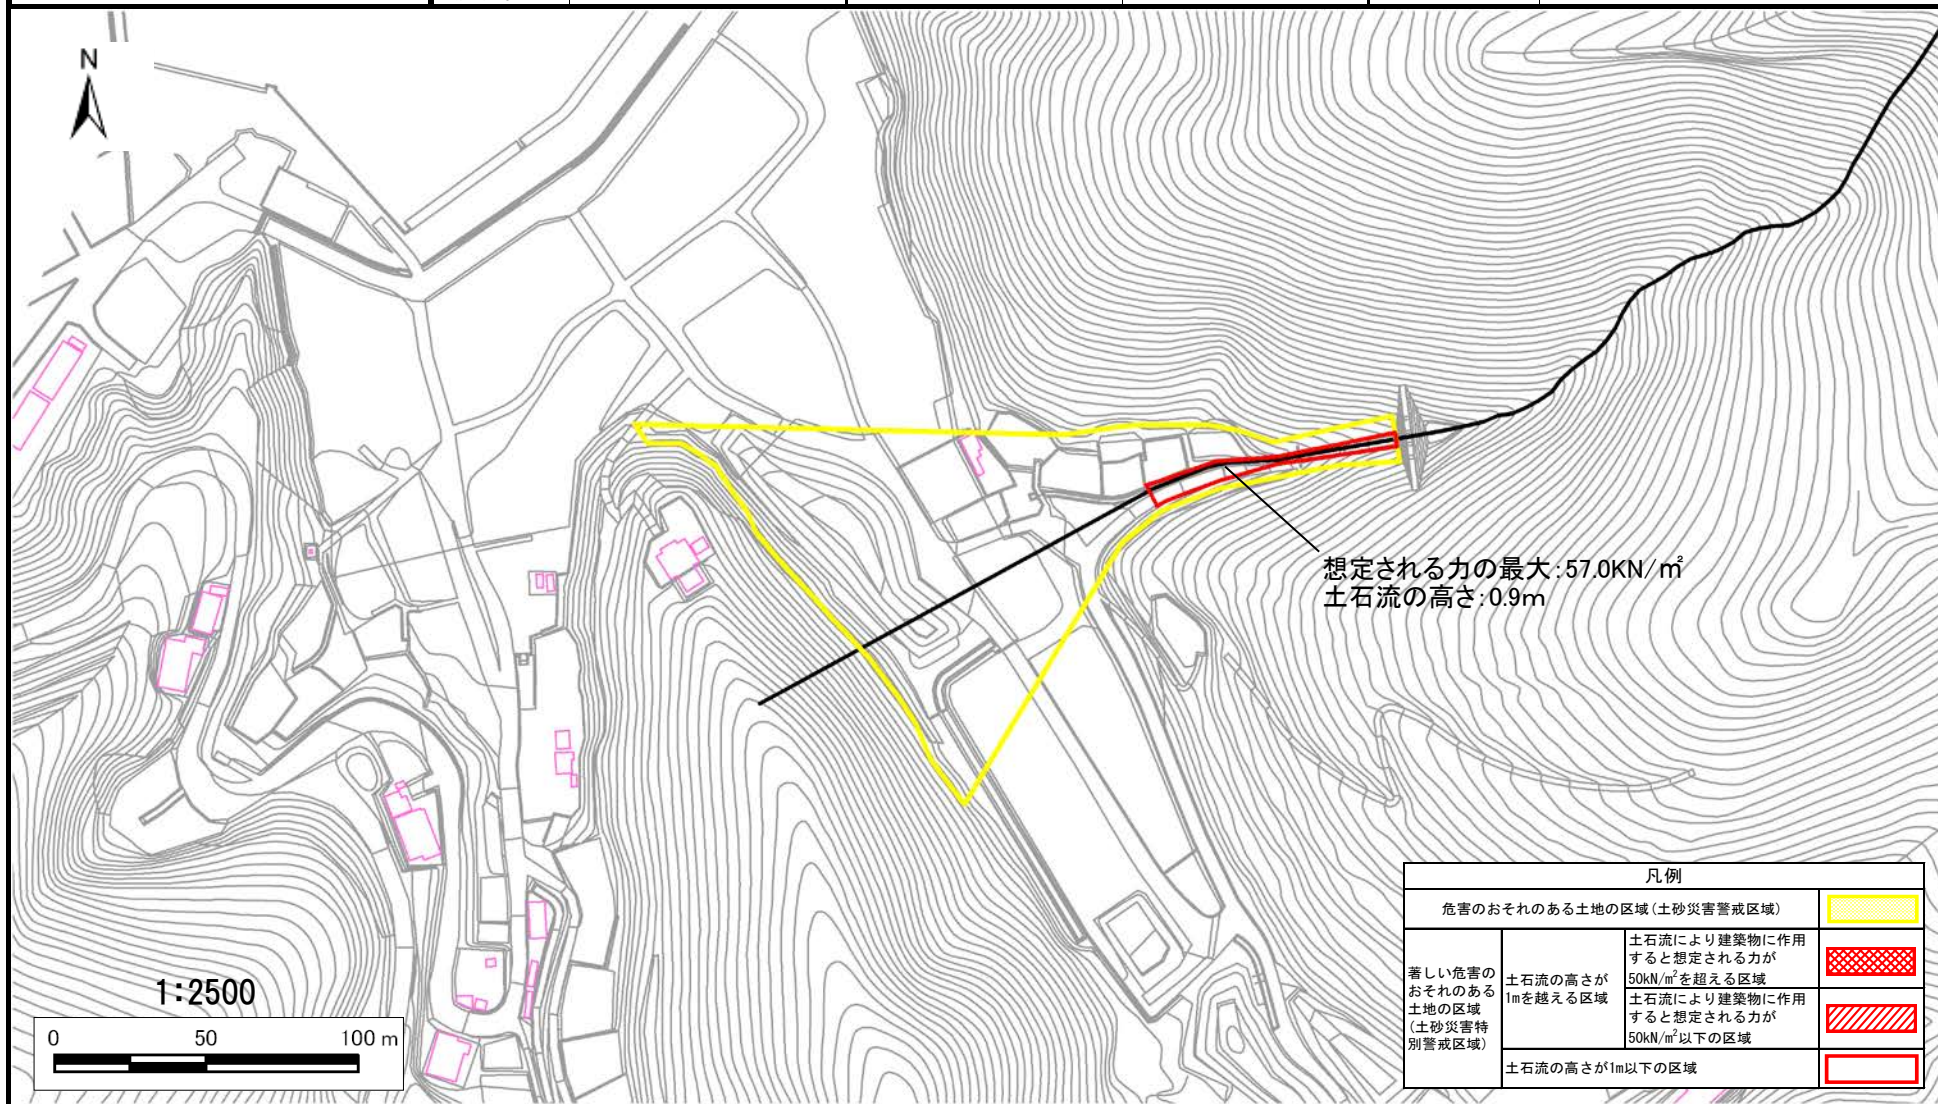 N
想定される力の最大:57.0KN/㎡
土石流の高さ:0.9m
1:2500
0 50 100 m
凡例
危害のおそれのある土地の区域(土砂災害警戒区域)
著しい危害の
おそれのある
土地の区域
(土砂災害特
別警戒区域)
土石流の高さが
1mを越える区域
土石流により建築物に作用
すると想定される力が
50kN/㎡を超える区域
土石流により建築物に作用
すると想定される力が
50kN/㎡以下の区域
土石流の高さが1m以下の区域